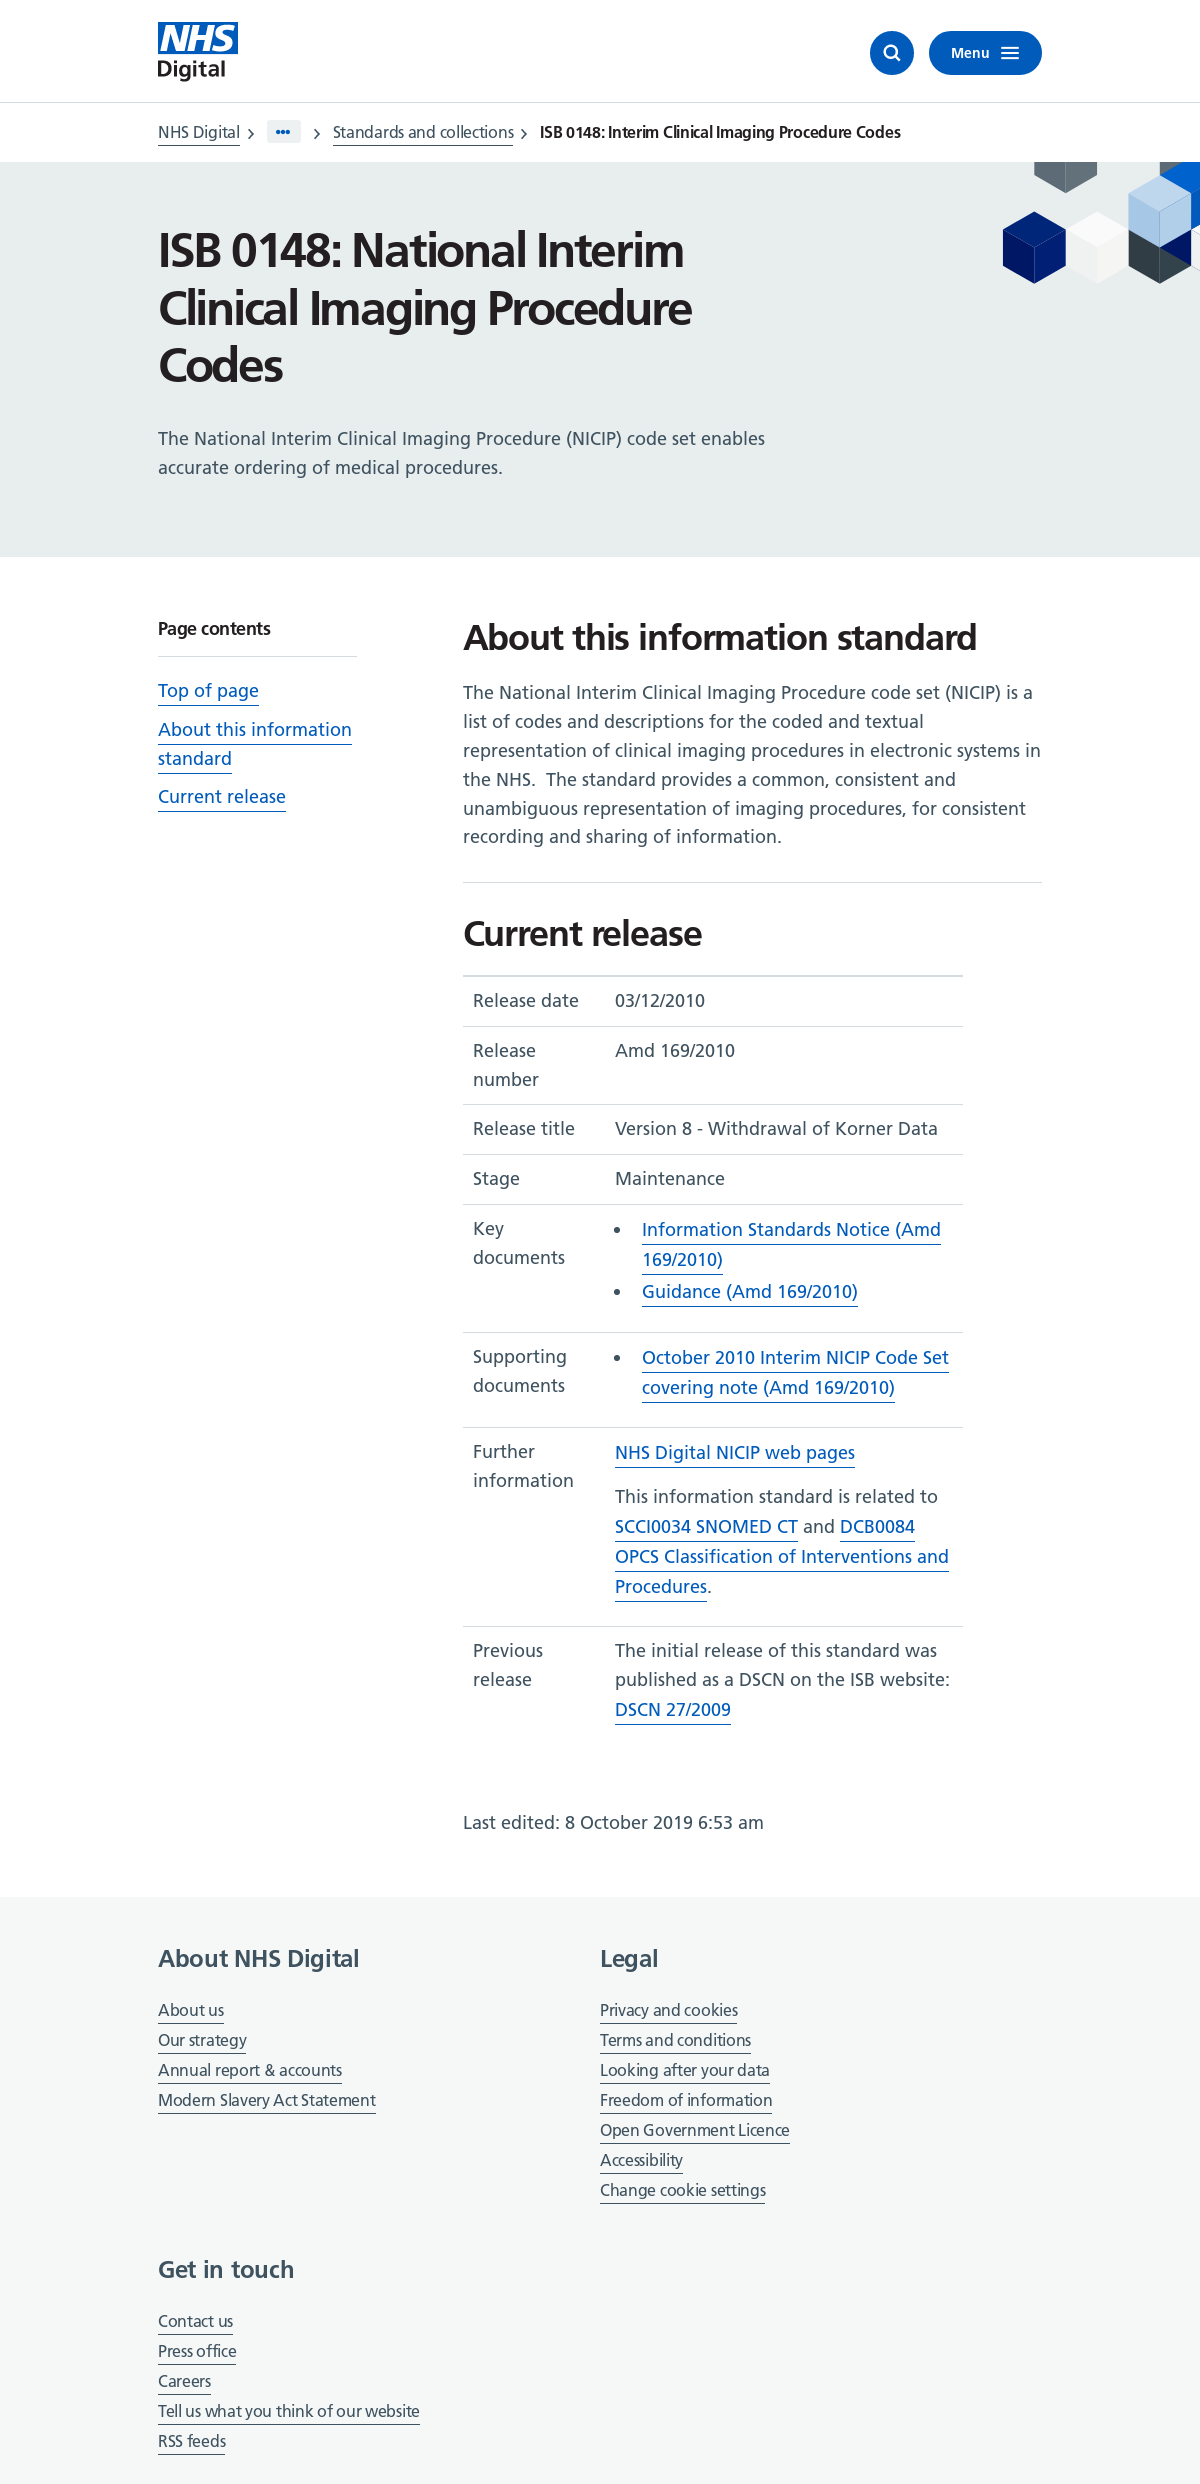 NHS
Digital
Menu
NHS Digital > ••• > Standards and collections > ISB 0148: Interim Clinical Imaging Procedure Codes
ISB 0148: National Interim
Clinical Imaging Procedure
Codes
The National Interim Clinical Imaging Procedure (NICIP) code set enables
accurate ordering of medical procedures.
Page contents
Top of page
About this information
standard
Current release
About this information standard
The National Interim Clinical Imaging Procedure code set (NICIP) is a
list of codes and descriptions for the coded and textual
representation of clinical imaging procedures in electronic systems in
the NHS.  The standard provides a common, consistent and
unambiguous representation of imaging procedures, for consistent
recording and sharing of information.
Current release
Release date 03/12/2010
Release Amd 169/2010
number
Release title Version 8 - Withdrawal of Korner Data
Stage Maintenance
Key
documents
• Information Standards Notice (Amd
169/2010)
• Guidance (Amd 169/2010)
Supporting
documents
• October 2010 Interim NICIP Code Set
covering note (Amd 169/2010)
Further
information
NHS Digital NICIP web pages
This information standard is related to
SCCI0034 SNOMED CT and DCB0084
OPCS Classification of Interventions and
Procedures.
Previous
release
The initial release of this standard was
published as a DSCN on the ISB website:
DSCN 27/2009
Last edited: 8 October 2019 6:53 am
About NHS Digital
About us
Our strategy
Annual report & accounts
Modern Slavery Act Statement
Legal
Privacy and cookies
Terms and conditions
Looking after your data
Freedom of information
Open Government Licence
Accessibility
Change cookie settings
Get in touch
Contact us
Press office
Careers
Tell us what you think of our website
RSS feeds